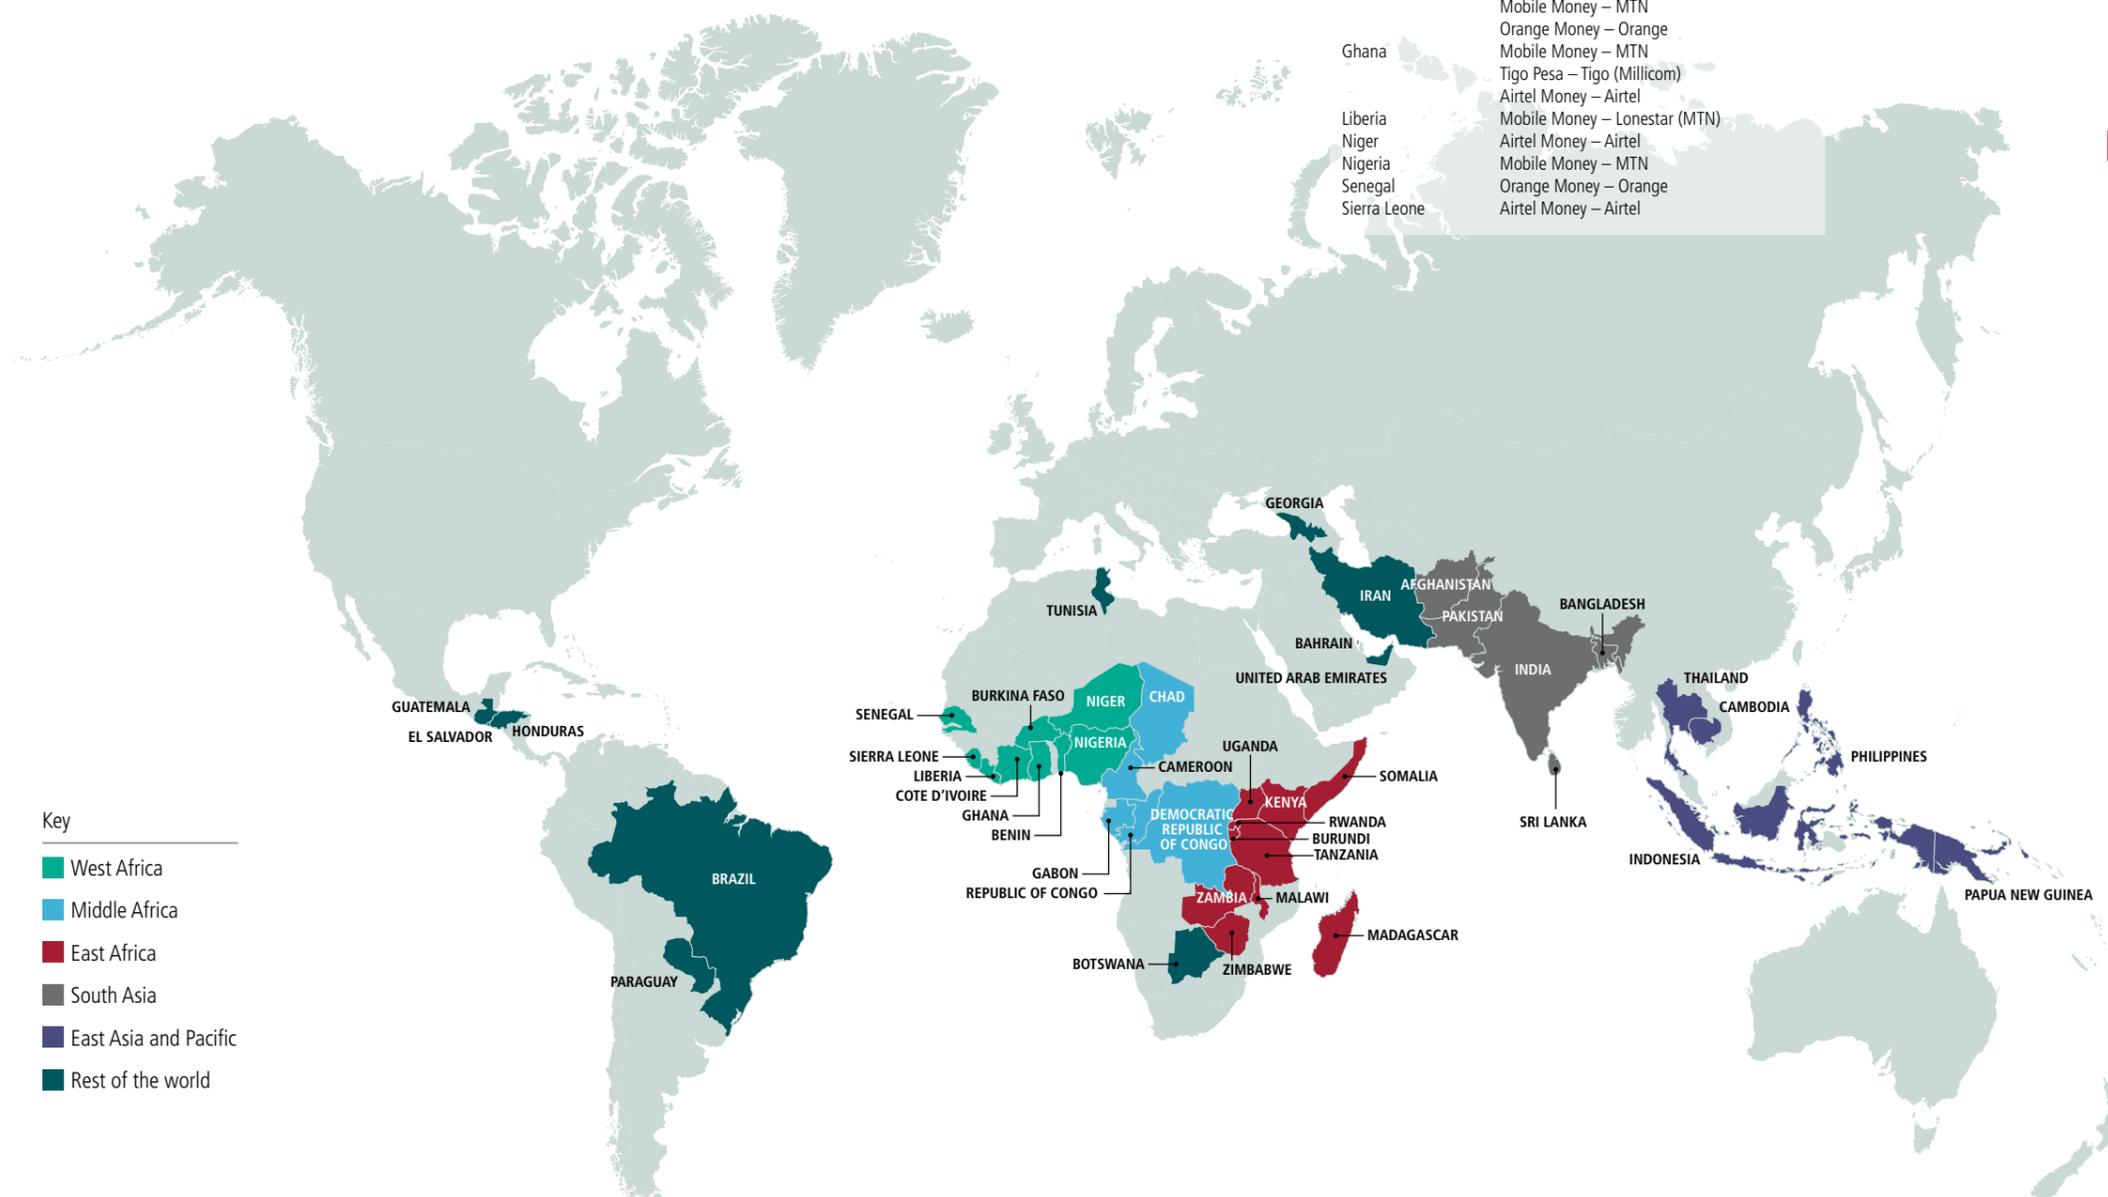 Mobile Money – MTN
Orange Money – Orange
Ghana Mobile Money – MTN
Tigo Pesa – Tigo (Millicom)
Airtel Money – Airtel
Liberia Mobile Money – Lonestar (MTN)
Niger Airtel Money – Airtel
Nigeria Mobile Money – MTN
Senegal Orange Money – Orange
Sierra Leone Airtel Money – Airtel
GEORGIA
IRAN
AFGHANISTAN
PAKISTAN
BANGLADESH
TUNISIA
BAHRAIN
INDIA
UNITED ARAB EMIRATES
GUATEMALA
HONDURAS
EL SALVADOR
SENEGAL
BURKINA FASO
NIGER
CHAD
NIGERIA
SIERRA LEONE
LIBERIA
COTE D’IVOIRE
GHANA
BENIN
CAMEROON
UGANDA
SOMALIA
KENYA
DEMOCRATIC
REPUBLIC
OF CONGO
RWANDA
BURUNDI
TANZANIA
GABON
REPUBLIC OF CONGO
ZAMBIA
MALAWI
MADAGASCAR
BOTSWANA
ZIMBABWE
THAILAND
CAMBODIA
PHILIPPINES
SRI LANKA
INDONESIA
PAPUA NEW GUINEA
BRAZIL
PARAGUAY
Key
West Africa
Middle Africa
East Africa
South Asia
East Asia and Pacific
Rest of the world